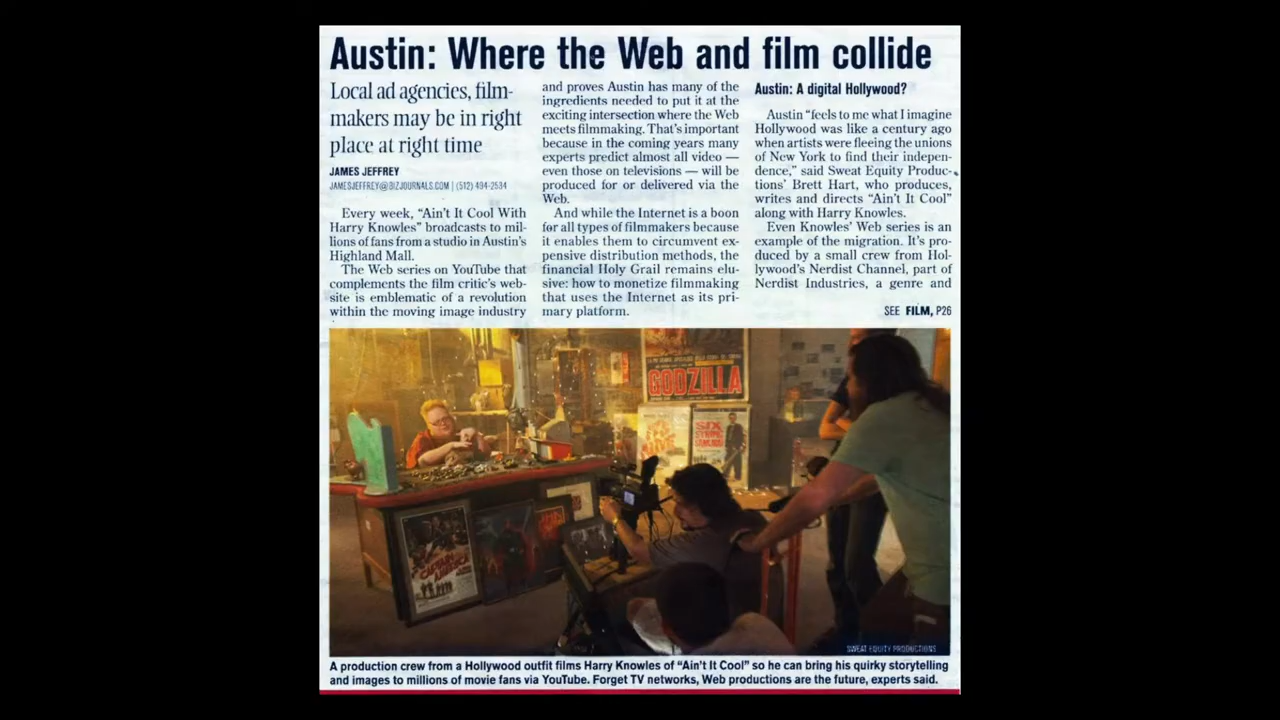 Austin: Where the Web and film collide
Local ad agencies, film-
makers may be in right
place at right time
JAMES JEFFREY
JAMESJEFFREY@BIZJOURNALS.COM | (512) 494-2534
Every week, “Ain’t It Cool With
Harry Knowles” broadcasts to mil-
lions of fans from a studio in Austin’s
Highland Mall.
The Web series on YouTube that
complements the film critic’s web-
site is emblematic of a revolution
within the moving image industry
and proves Austin has many of the
ingredients needed to put it at the
exciting intersection where the Web
meets filmmaking. That’s important
because in the coming years many
experts predict almost all video —
even those on televisions — will be
produced for or delivered via the
Web.
And while the Internet is a boon
for all types of filmmakers because
it enables them to circumvent ex-
pensive distribution methods, the
financial Holy Grail remains elu-
sive: how to monetize filmmaking
that uses the Internet as its pri-
mary platform.
Austin: A digital Hollywood?
Austin “feels to me what I imagine
Hollywood was like a century ago
when artists were fleeing the unions
of New York to find their indepen-
dence,” said Sweat Equity Produc-
tions’ Brett Hart, who produces,
writes and directs “Ain’t It Cool”
along with Harry Knowles.
Even Knowles’ Web series is an
example of the migration. It’s pro-
duced by a small crew from Hol-
lywood’s Nerdist Channel, part of
Nerdist Industries, a genre and
SEE FILM, P26
GODZILLA
SIX
STRING
SAMURAI
CAPTAIN
AMERICA
SWEAT EQUITY PRODUCTIONS
A production crew from a Hollywood outfit films Harry Knowles of “Ain’t It Cool” so he can bring his quirky storytelling
and images to millions of movie fans via YouTube. Forget TV networks, Web productions are the future, experts said.